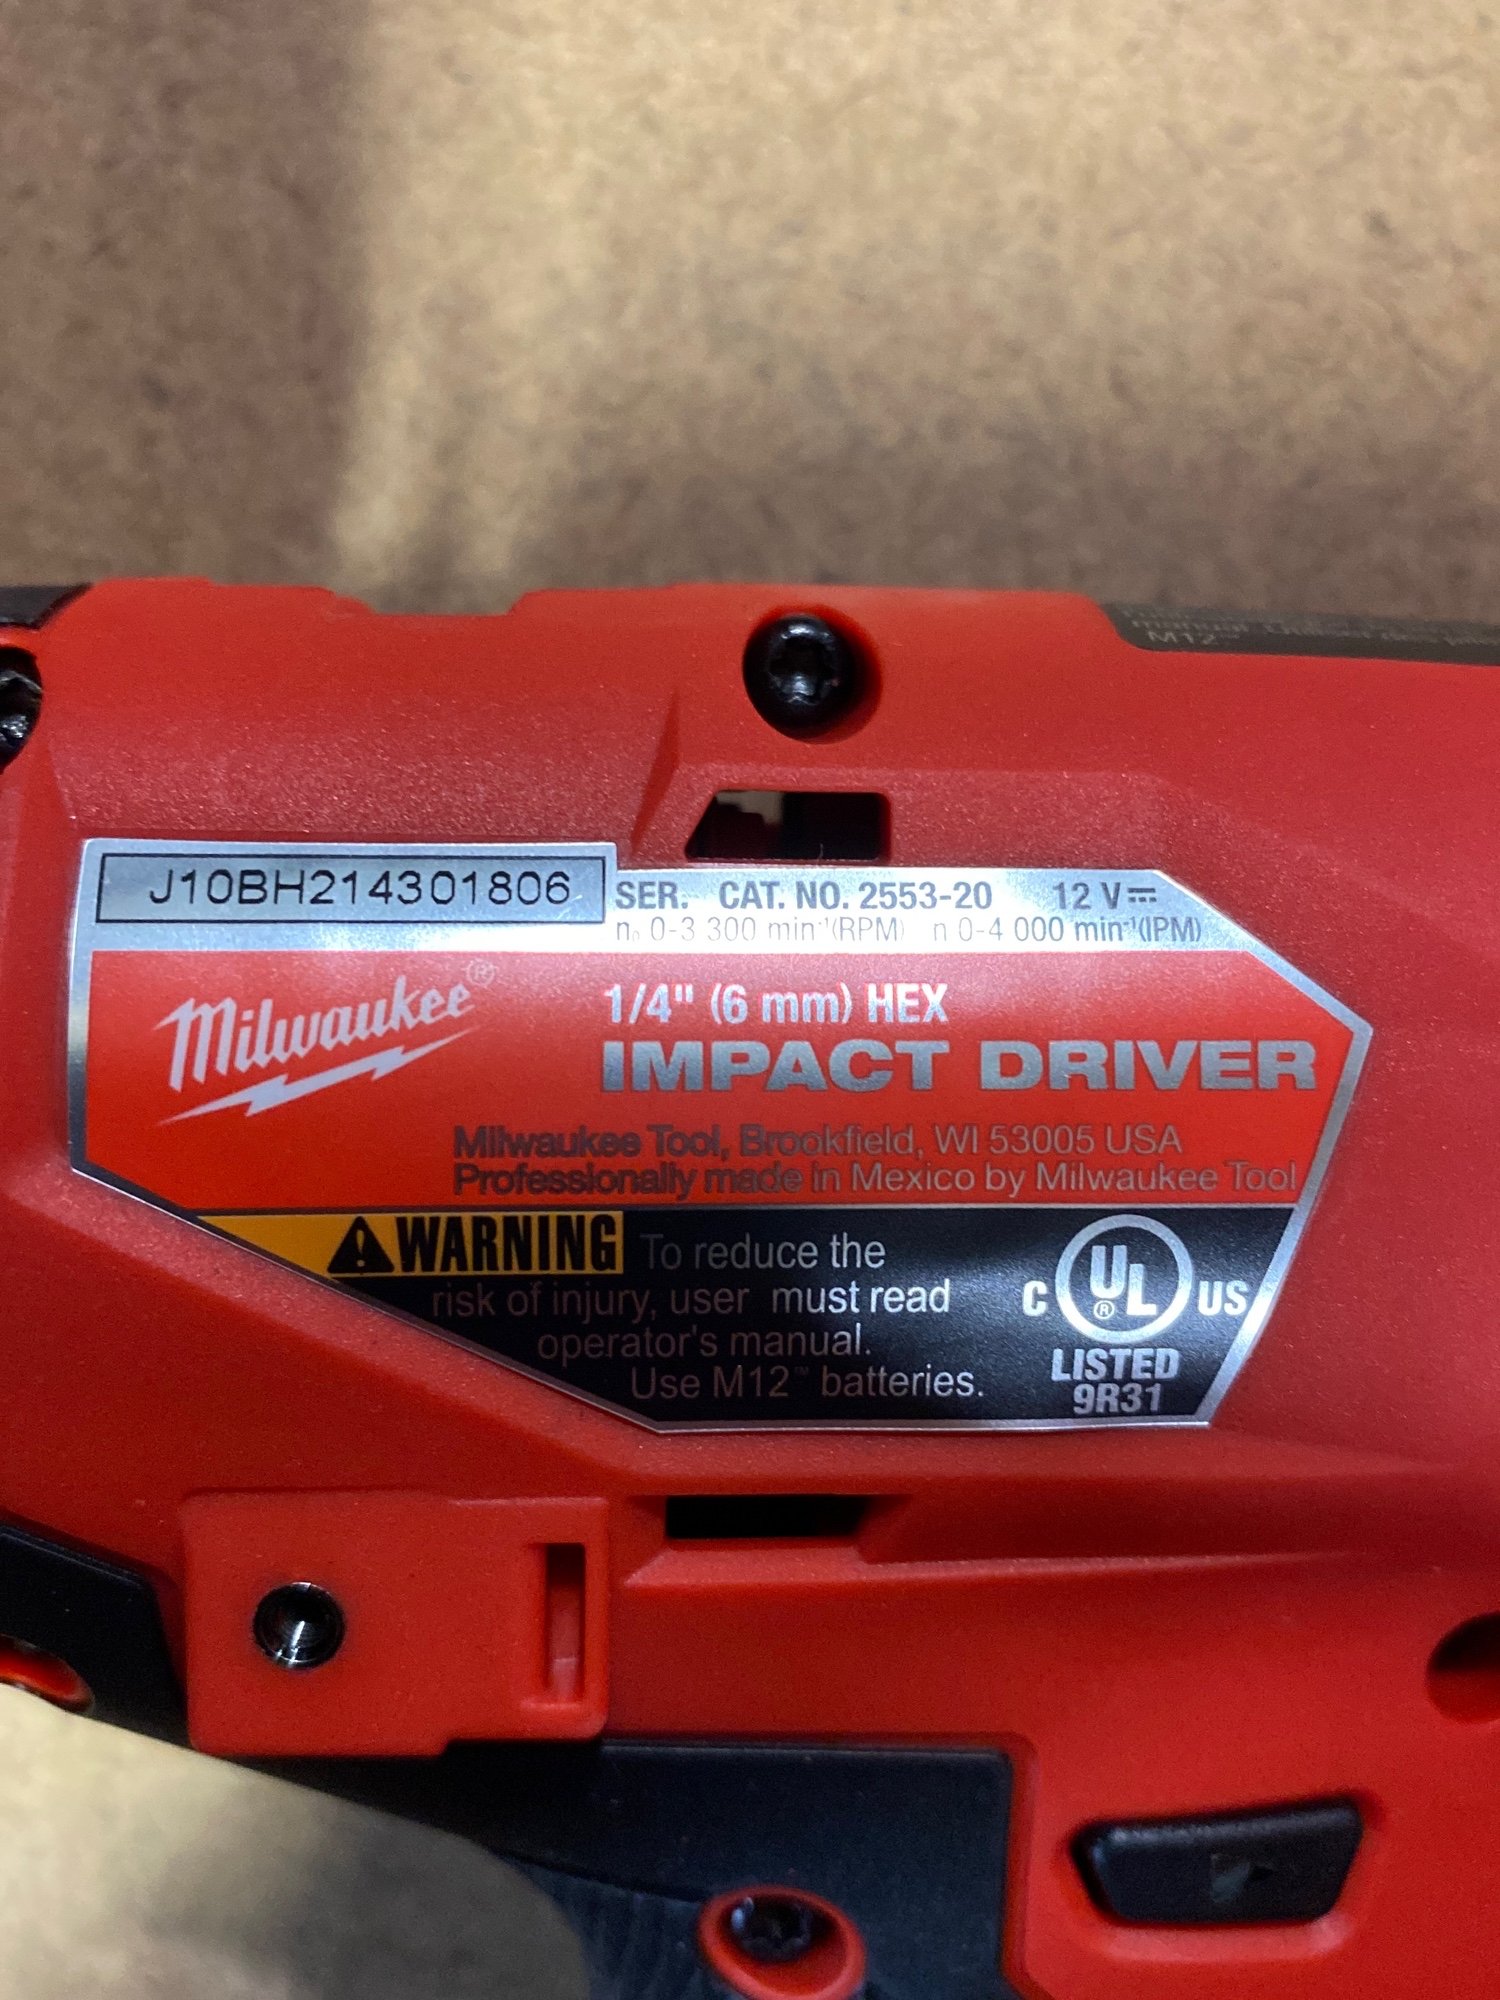 M12™
J10BH214301806 SER. CAT. NO. 2553-20 12 V⎓
n₀ 0-3 300 min⁻¹(RPM) n 0-4 000 min⁻¹(IPM)
Milwaukee®
1/4" (6 mm) HEX
IMPACT DRIVER
Milwaukee Tool, Brookfield, WI 53005 USA
Professionally made in Mexico by Milwaukee Tool
WARNING To reduce the
risk of injury, user must read
operator's manual.
Use M12™ batteries.
C UL® US
LISTED
9R31